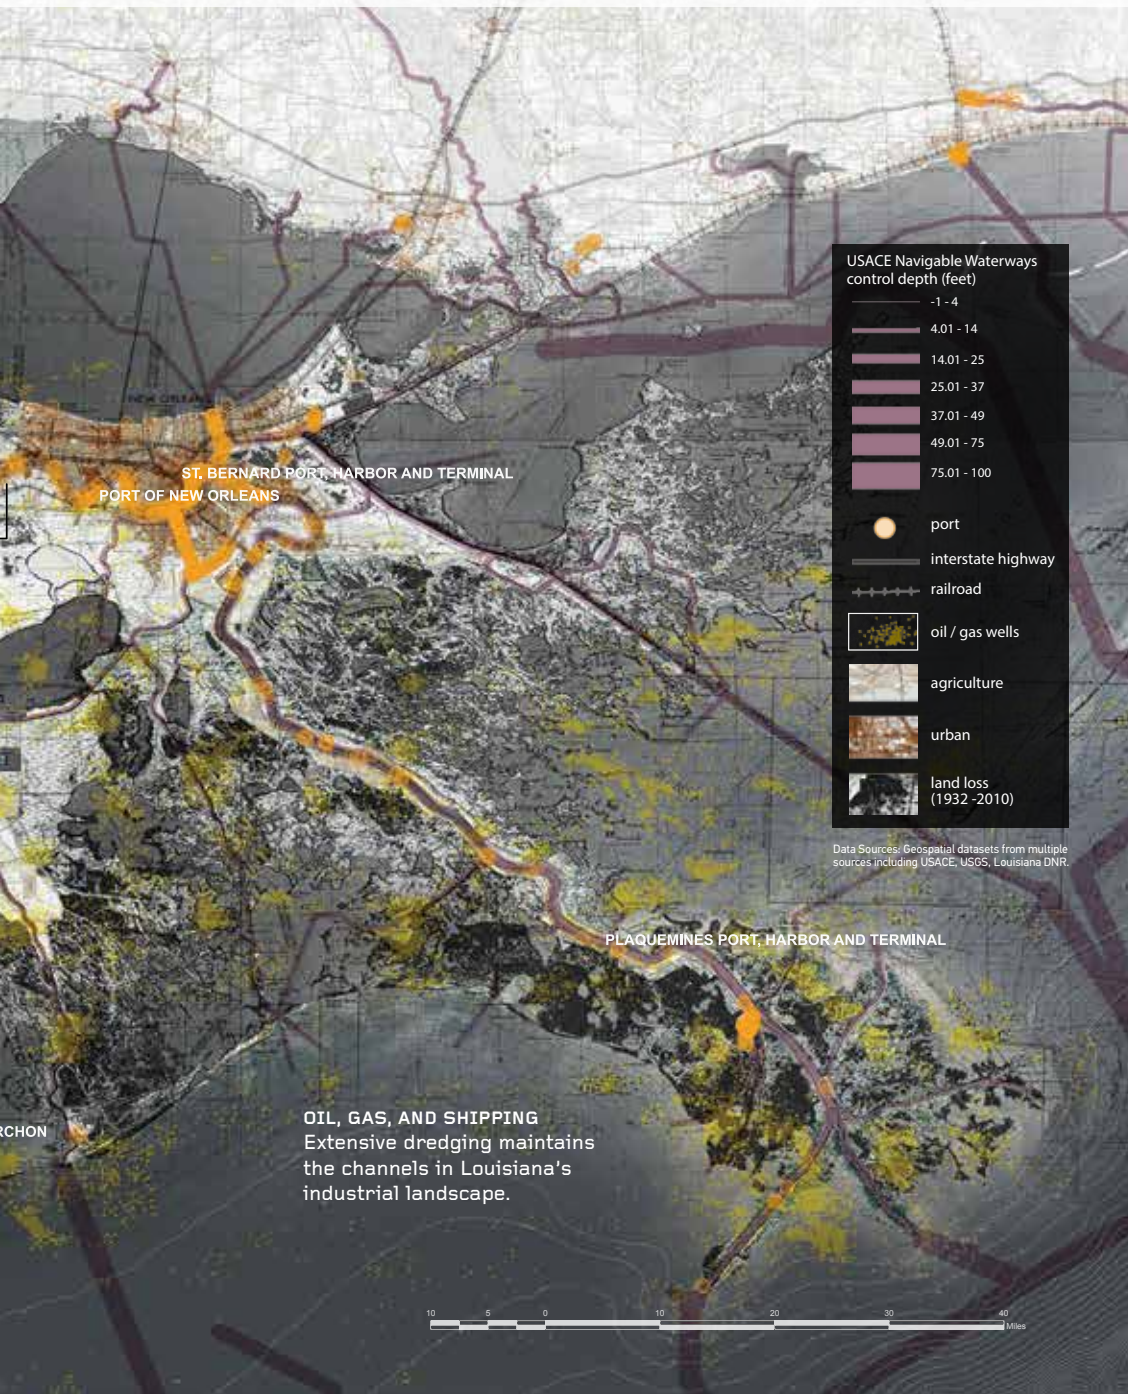 USACE Navigable Waterways
control depth (feet)
-1 - 4
4.01 - 14
14.01 - 25
25.01 - 37
37.01 - 49
49.01 - 75
75.01 - 100
port
interstate highway
railroad
oil / gas wells
agriculture
urban
land loss
(1932 -2010)
Data Sources: Geospatial datasets from multiple
sources including USACE, USGS, Louisiana DNR.
NEW ORLEANS
ST. BERNARD PORT, HARBOR AND TERMINAL
PORT OF NEW ORLEANS
PLAQUEMINES PORT, HARBOR AND TERMINAL
RCHON
OIL, GAS, AND SHIPPING
Extensive dredging maintains
the channels in Louisiana's
industrial landscape.
10 5 0 10 20 30 40
Miles